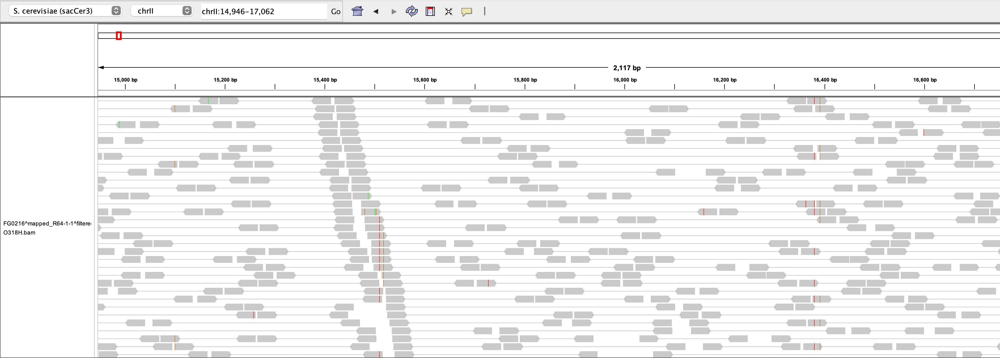 S. cerevisiae (sacCer3) chrII chrII:14,946-17,062 Go
2,117 bp
15,000 bp 15,200 bp 15,400 bp 15,600 bp 15,800 bp 16,000 bp 16,200 bp 16,400 bp 16,600 bp
FG0216^mapped_R64-1-1^filtere
O318H.bam